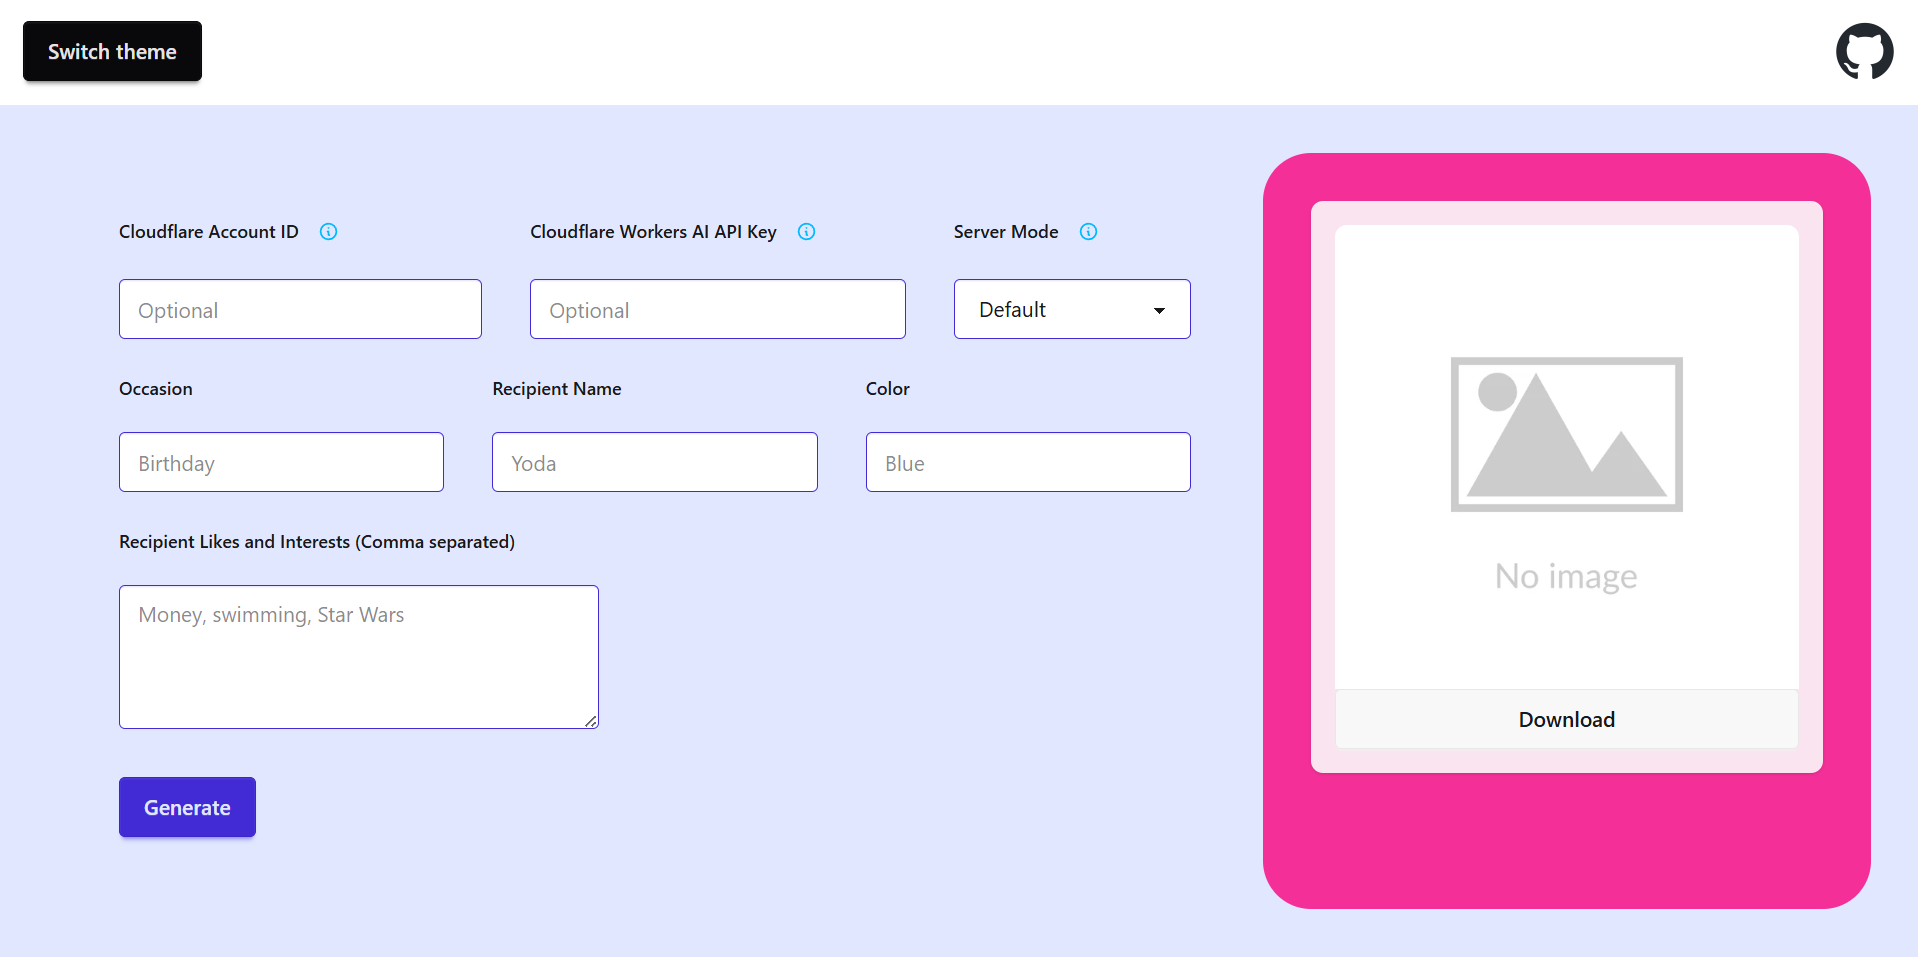 Switch theme
Cloudflare Account ID
Cloudflare Workers AI API Key
Server Mode
Optional
Optional
Default
Occasion
Recipient Name
Color
Birthday
Yoda
Blue
Recipient Likes and Interests (Comma separated)
Money, swimming, Star Wars
Generate
No image
Download